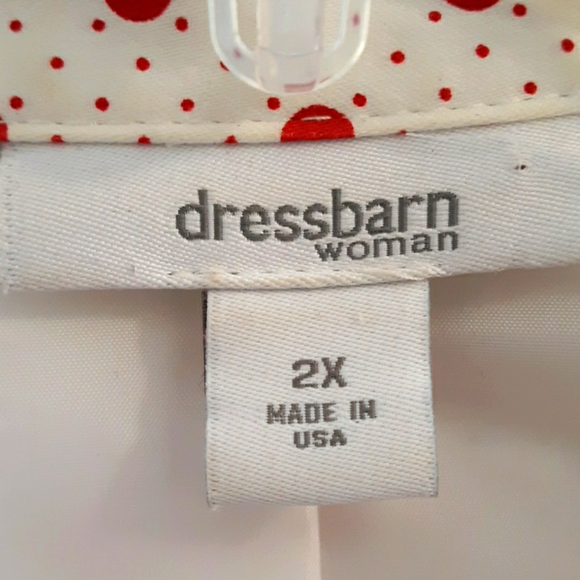 dressbarn
woman
2X
MADE IN
USA